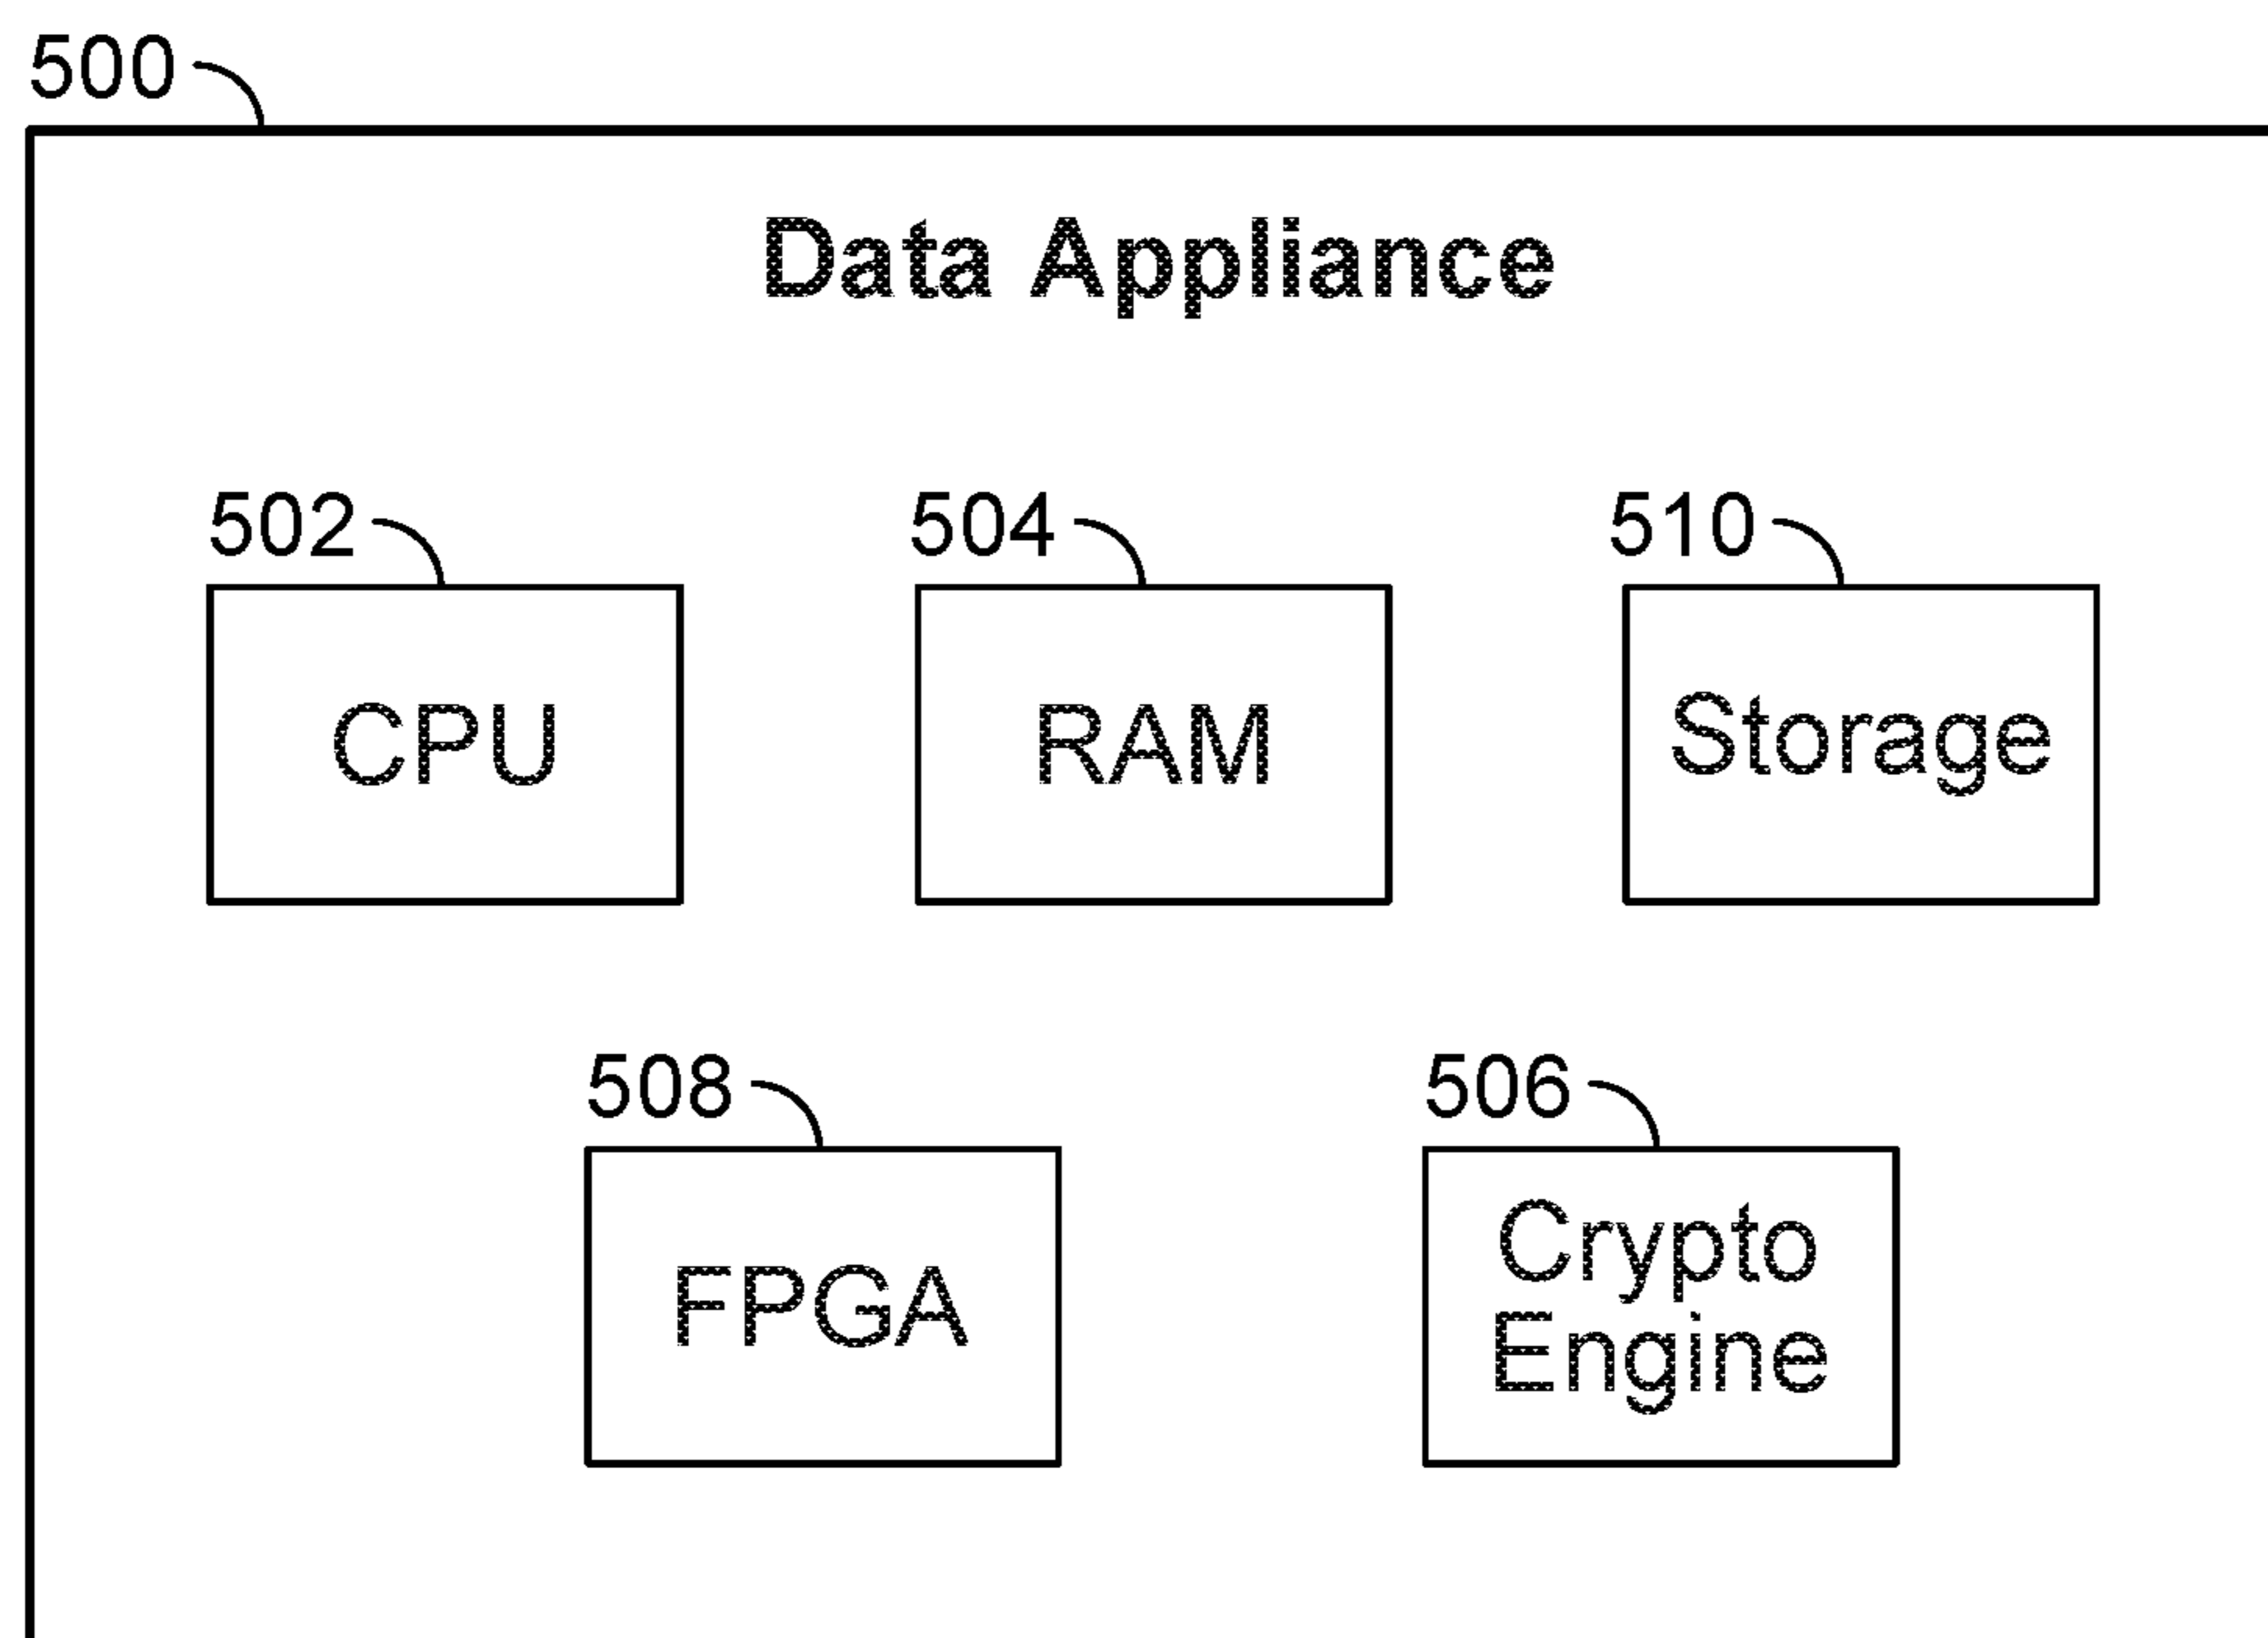 500
Data Appliance
502
504
510
CPU
RAM
Storage
508
506
FPGA
Crypto
Engine